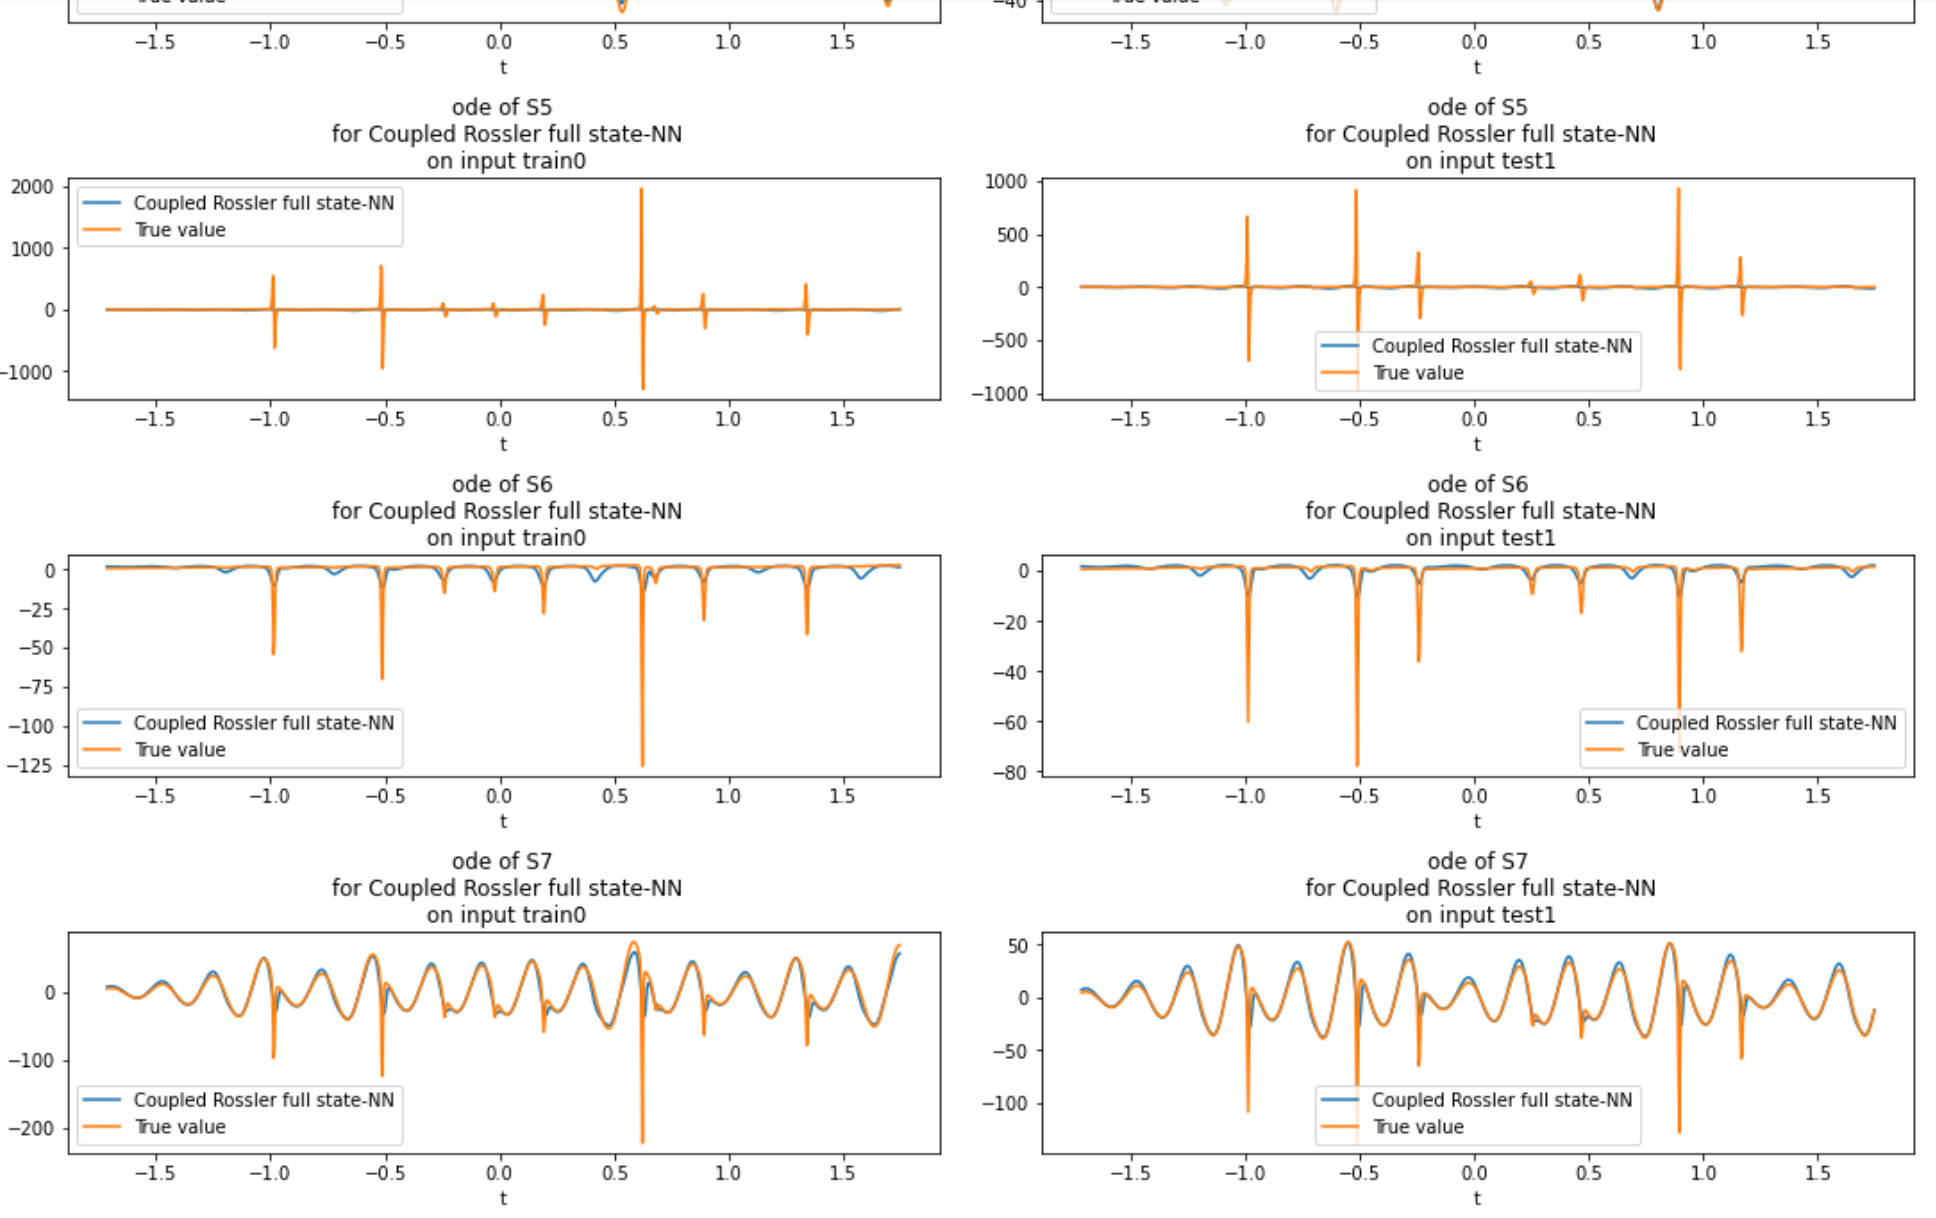 True value
−1.5 −1.0 −0.5 0.0 0.5 1.0 1.5
t
−40
True value
−1.5 −1.0 −0.5 0.0 0.5 1.0 1.5
t
ode of S5
for Coupled Rossler full state-NN
on input train0
2000
1000
0
−1000
Coupled Rossler full state-NN
True value
−1.5 −1.0 −0.5 0.0 0.5 1.0 1.5
t
ode of S5
for Coupled Rossler full state-NN
on input test1
1000
500
0
−500
−1000
Coupled Rossler full state-NN
True value
−1.5 −1.0 −0.5 0.0 0.5 1.0 1.5
t
ode of S6
for Coupled Rossler full state-NN
on input train0
0
−25
−50
−75
−100
−125
Coupled Rossler full state-NN
True value
−1.5 −1.0 −0.5 0.0 0.5 1.0 1.5
t
ode of S6
for Coupled Rossler full state-NN
on input test1
0
−20
−40
−60
−80
Coupled Rossler full state-NN
True value
−1.5 −1.0 −0.5 0.0 0.5 1.0 1.5
t
ode of S7
for Coupled Rossler full state-NN
on input train0
0
−100
−200
Coupled Rossler full state-NN
True value
−1.5 −1.0 −0.5 0.0 0.5 1.0 1.5
t
ode of S7
for Coupled Rossler full state-NN
on input test1
50
0
−50
−100
Coupled Rossler full state-NN
True value
−1.5 −1.0 −0.5 0.0 0.5 1.0 1.5
t